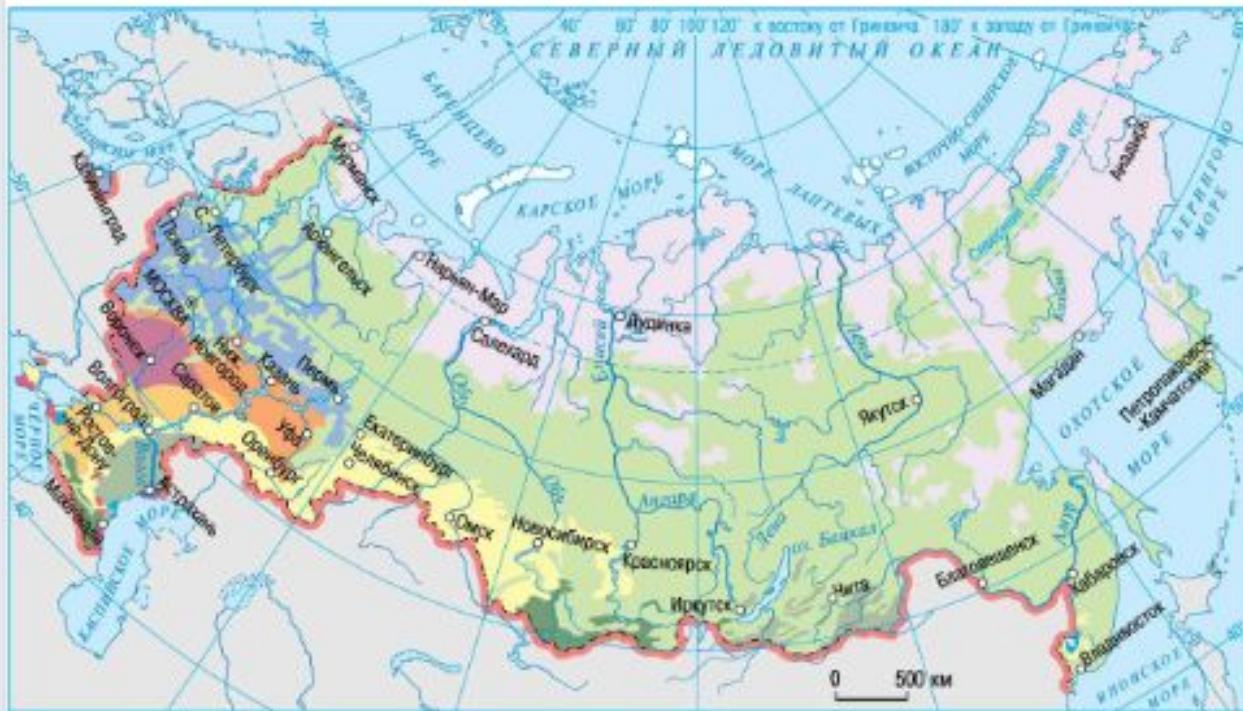 20° 40° 60° 80° 100° 120° к востоку от Гринвича 180° к западу от Гринвича
СЕВЕРНЫЙ ЛЕДОВИТЫЙ ОКЕАН
БАРЕНЦЕВО МОРЕ
КАРСКОЕ МОРЕ
МОРЕ ЛАПТЕВЫХ
ВОСТОЧНО-СИБИРСКОЕ МОРЕ
БЕРИНГОВО МОРЕ
Северный полярный круг
Анадырь
Мурманск
Калининград
С.-Петербург
Псков
Архангельск
Нарьян-Мар
Салехард
Дудинка
Енисей
Лена
Колыма
МОСКВА
Воронеж
Ниж. Новгород
Казань
Пермь
Саратов
Волгоград
Уфа
Обь
Якутск
Магадан
ОХОТСКОЕ МОРЕ
Петропавловск-Камчатский
Ростов-на-Дону
Оренбург
Екатеринбург
Челябинск
Обь
Ангара
Лена
оз. Байкал
Амур
Махачкала
Астрахань
КАСПИЙСКОЕ МОРЕ
Омск
Новосибирск
Красноярск
Иркутск
Чита
Благовещенск
Хабаровск
Владивосток
ЯПОНСКОЕ МОРЕ
0 500 км